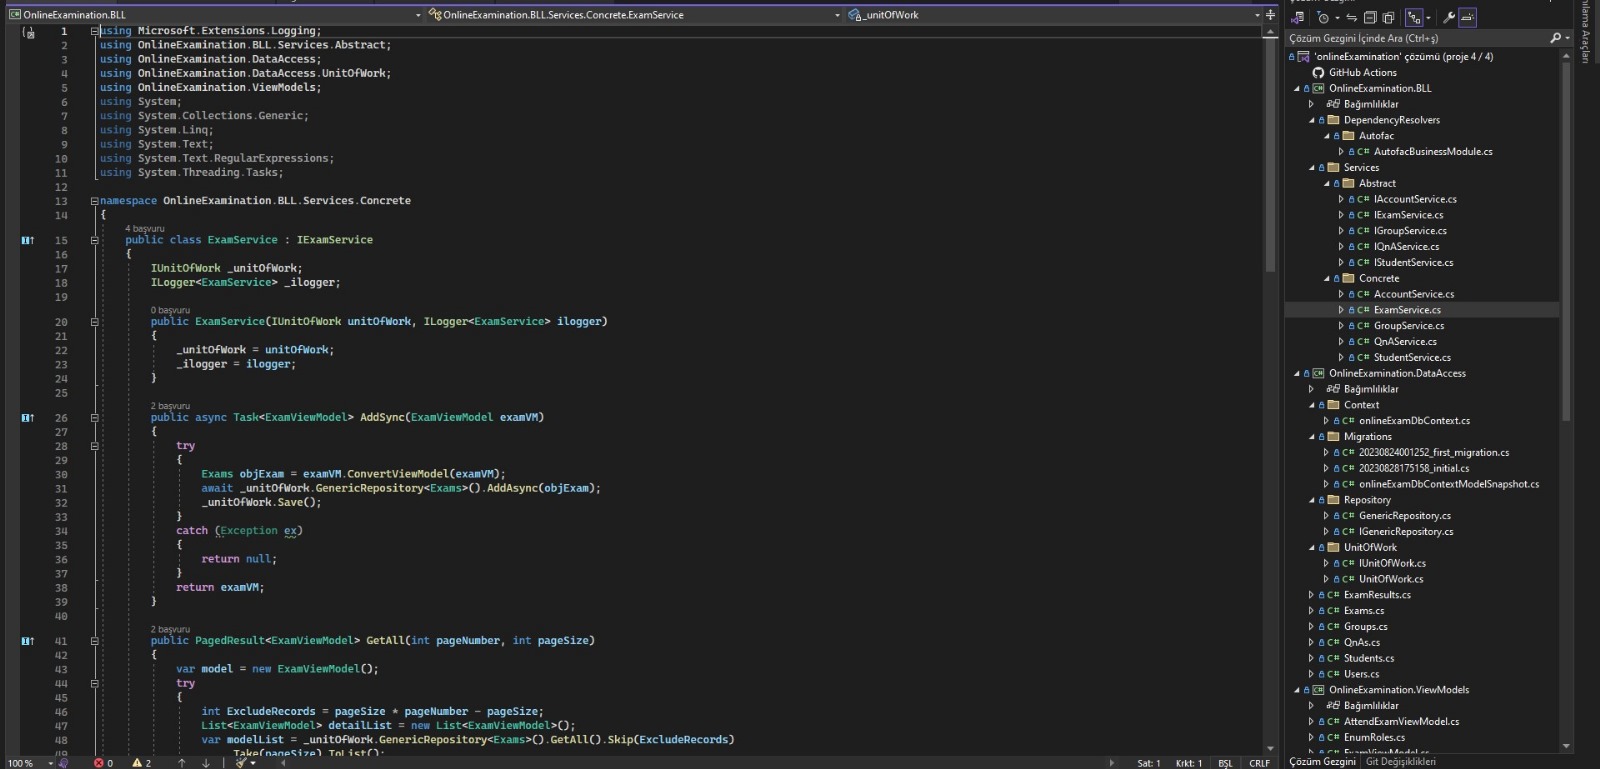 OnlineExamination.BLL
OnlineExamination.BLL.Services.Concrete.ExamService
_unitOfWork
1 using Microsoft.Extensions.Logging;
2 using OnlineExamination.BLL.Services.Abstract;
3 using OnlineExamination.DataAccess;
4 using OnlineExamination.DataAccess.UnitOfWork;
5 using OnlineExamination.ViewModels;
6 using System;
7 using System.Collections.Generic;
8 using System.Linq;
9 using System.Text;
10 using System.Text.RegularExpressions;
11 using System.Threading.Tasks;
12
13 namespace OnlineExamination.BLL.Services.Concrete
14 {
4 başvuru
15 public class ExamService : IExamService
16 {
17 IUnitOfWork _unitOfWork;
18 ILogger<ExamService> _ilogger;
19
0 başvuru
20 public ExamService(IUnitOfWork unitOfWork, ILogger<ExamService> ilogger)
21 {
22 _unitOfWork = unitOfWork;
23 _ilogger = ilogger;
24 }
25
2 başvuru
26 public async Task<ExamViewModel> AddSync(ExamViewModel examVM)
27 {
28 try
29 {
30 Exams objExam = examVM.ConvertViewModel(examVM);
31 await _unitOfWork.GenericRepository<Exams>().AddAsync(objExam);
32 _unitOfWork.Save();
33 }
34 catch (Exception ex)
35 {
36 return null;
37 }
38 return examVM;
39 }
40
2 başvuru
41 public PagedResult<ExamViewModel> GetAll(int pageNumber, int pageSize)
42 {
43 var model = new ExamViewModel();
44 try
45 {
46 int ExcludeRecords = pageSize * pageNumber - pageSize;
47 List<ExamViewModel> detailList = new List<ExamViewModel>();
48 var modelList = _unitOfWork.GenericRepository<Exams>().GetAll().Skip(ExcludeRecords)
49 .Take(pageSize).ToList();
100 %
0
2
Sat: 1
Krkt: 1
BŞL
CRLF
Çözüm Gezgini İçinde Ara (Ctrl+ş)
'onlineExamination' çözümü (proje 4 / 4)
GitHub Actions
OnlineExamination.BLL
Bağımlılıklar
DependencyResolvers
Autofac
C# AutofacBusinessModule.cs
Services
Abstract
C# IAccountService.cs
C# IExamService.cs
C# IGroupService.cs
C# IQnAService.cs
C# IStudentService.cs
Concrete
C# AccountService.cs
C# ExamService.cs
C# GroupService.cs
C# QnAService.cs
C# StudentService.cs
OnlineExamination.DataAccess
Bağımlılıklar
Context
C# onlineExamDbContext.cs
Migrations
C# 20230824001252_first_migration.cs
C# 20230828175158_initial.cs
C# onlineExamDbContextModelSnapshot.cs
Repository
C# GenericRepository.cs
C# IGenericRepository.cs
UnitOfWork
C# IUnitOfWork.cs
C# UnitOfWork.cs
C# ExamResults.cs
C# Exams.cs
C# Groups.cs
C# QnAs.cs
C# Students.cs
C# Users.cs
OnlineExamination.ViewModels
Bağımlılıklar
C# AttendExamViewModel.cs
C# EnumRoles.cs
C# ExamViewModel.cs
Çözüm Gezgini
Git Değişiklikleri
Araçları